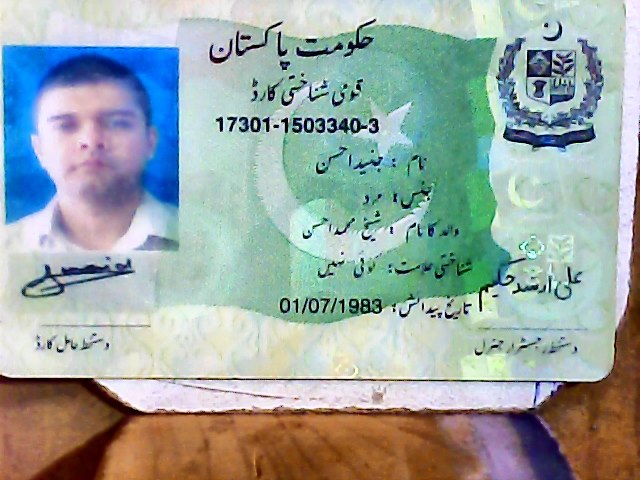 حکومت پاکستان
قومی شناختی کارڈ
17301-1503340-3
نام : جنید احسن
جنس : مرد
والد کا نام : شیخ محمد احسن
شناختی علامت : کوئی نہیں
تاریخ پیدائش : 01/07/1983
علی ارشد حکیم
دستخط حامل کارڈ
دستخط رجسٹرار جنرل